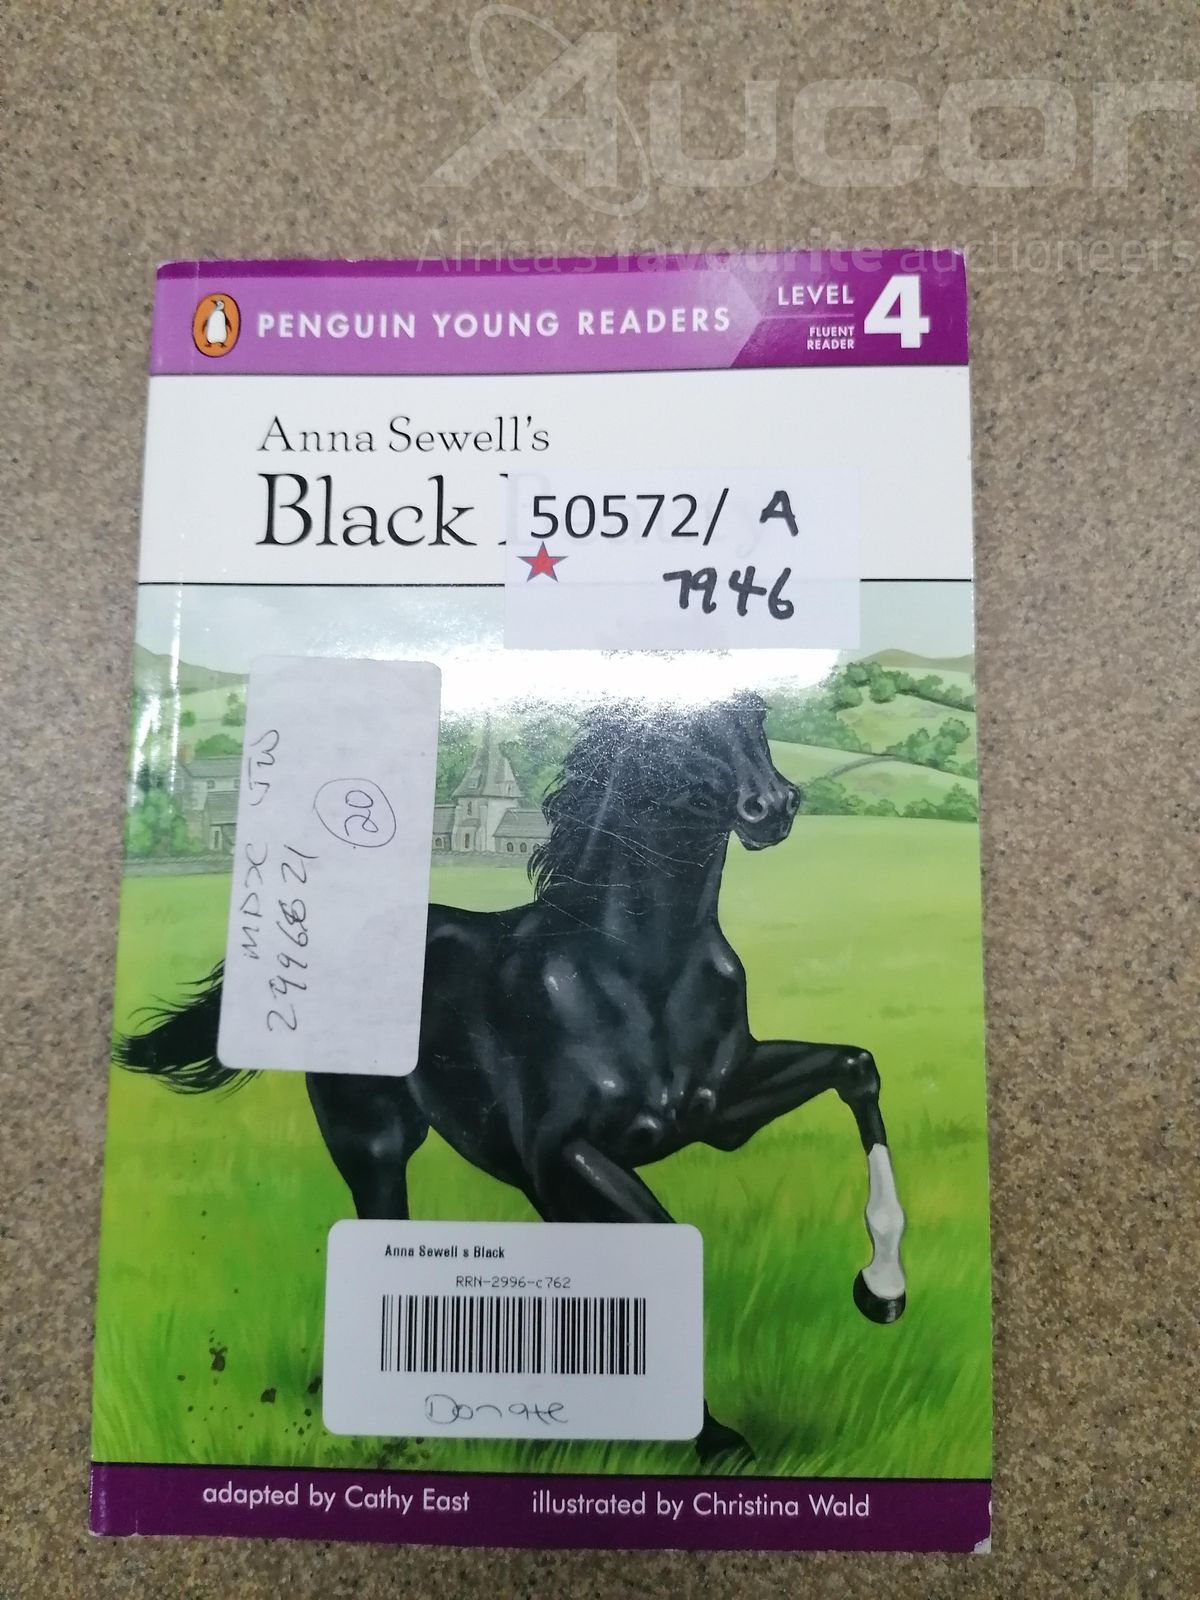 Aucor
Africa's favourite auctioneers
PENGUIN YOUNG READERS
LEVEL 4
FLUENT
READER
Anna Sewell's
Black
50572/ A
7946
MDX JW
20
Anna Sewell s Black
RRN-2996-c762
Donate
adapted by Cathy East
illustrated by Christina Wald